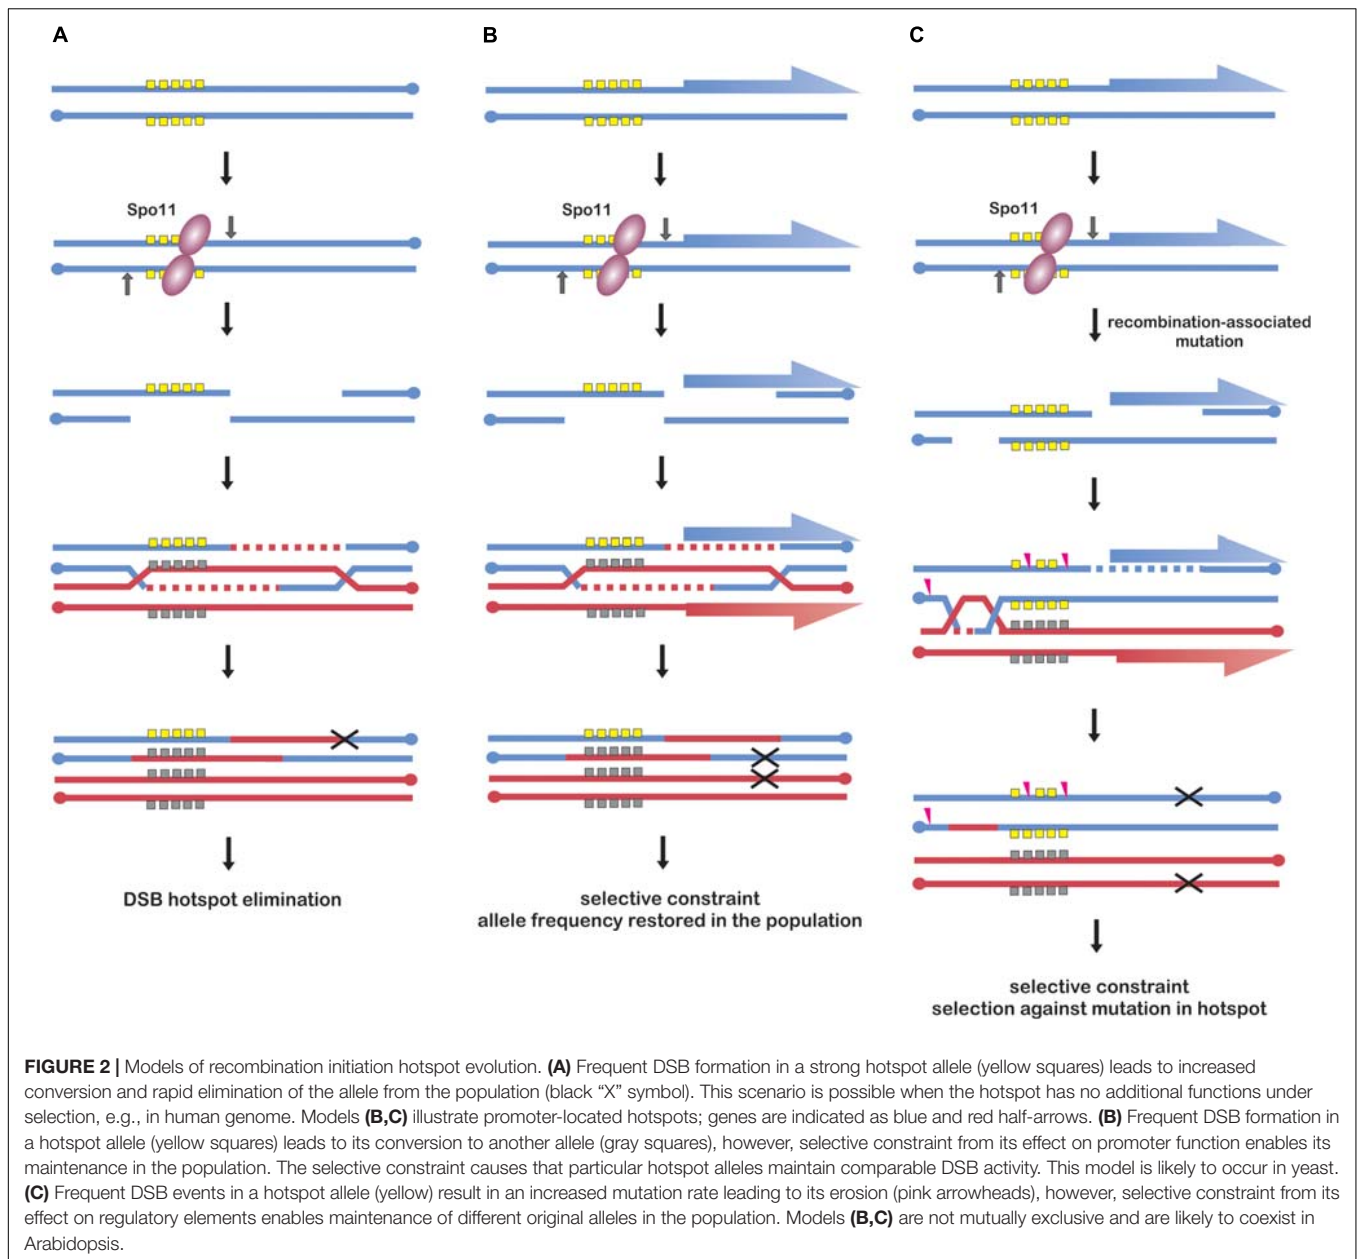 A
B
C
Spo11
Spo11
Spo11
recombination-associated
mutation
DSB hotspot elimination
selective constraint
allele frequency restored in the population
selective constraint
selection against mutation in hotspot
FIGURE 2 | Models of recombination initiation hotspot evolution. (A) Frequent DSB formation in a strong hotspot allele (yellow squares) leads to increased
conversion and rapid elimination of the allele from the population (black “X” symbol). This scenario is possible when the hotspot has no additional functions under
selection, e.g., in human genome. Models (B,C) illustrate promoter-located hotspots; genes are indicated as blue and red half-arrows. (B) Frequent DSB formation in
a hotspot allele (yellow squares) leads to its conversion to another allele (gray squares), however, selective constraint from its effect on promoter function enables its
maintenance in the population. The selective constraint causes that particular hotspot alleles maintain comparable DSB activity. This model is likely to occur in yeast.
(C) Frequent DSB events in a hotspot allele (yellow) result in an increased mutation rate leading to its erosion (pink arrowheads), however, selective constraint from its
effect on regulatory elements enables maintenance of different original alleles in the population. Models (B,C) are not mutually exclusive and are likely to coexist in
Arabidopsis.